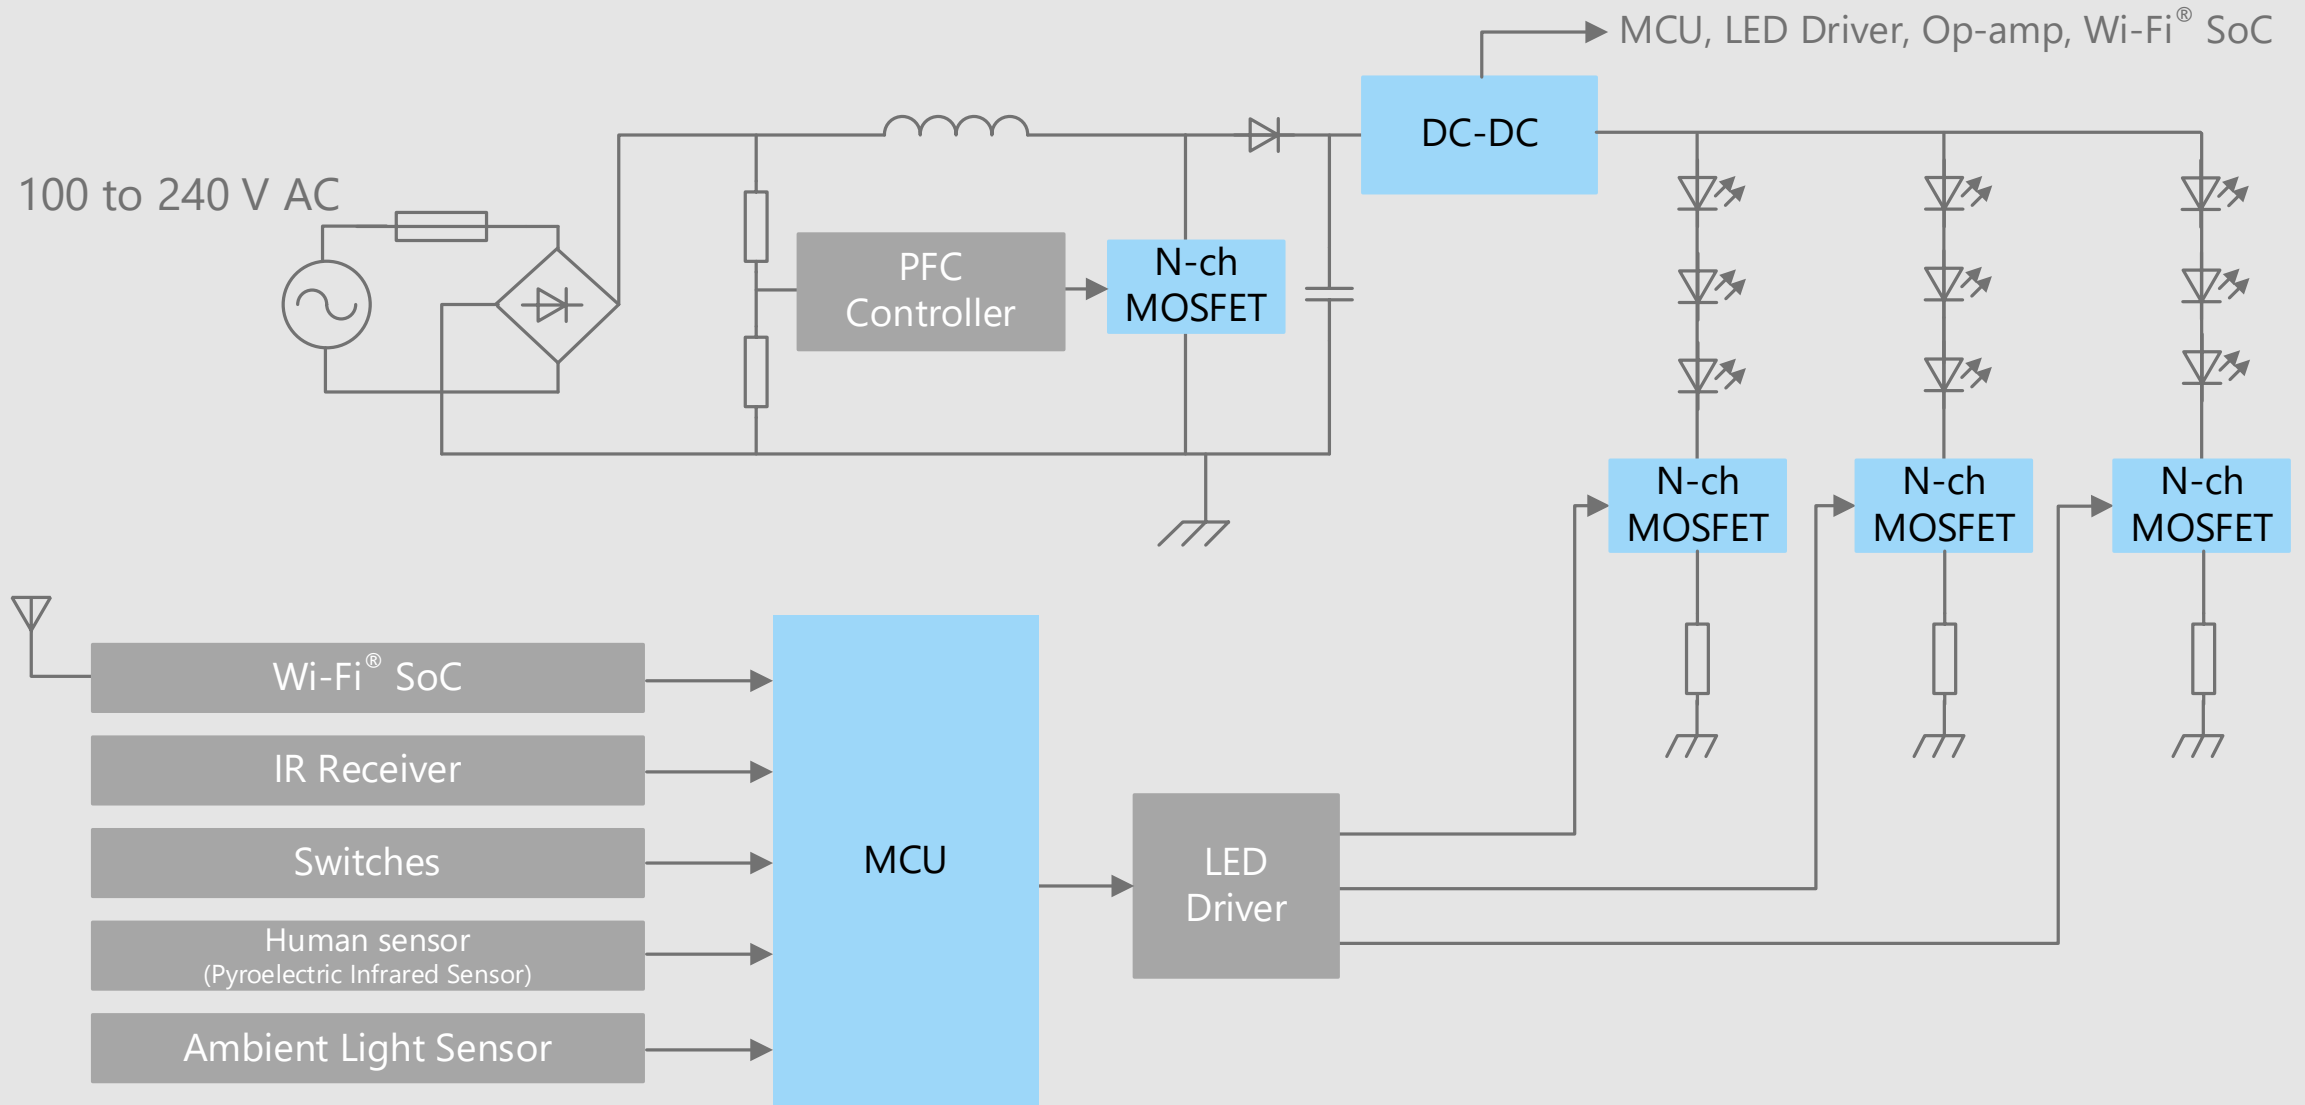 MCU, LED Driver, Op-amp, Wi-Fi® SoC
DC-DC
100 to 240 V AC
PFC
Controller
N-ch
MOSFET
N-ch
MOSFET
N-ch
MOSFET
N-ch
MOSFET
Wi-Fi® SoC
IR Receiver
Switches
Human sensor
(Pyroelectric Infrared Sensor)
Ambient Light Sensor
MCU
LED
Driver